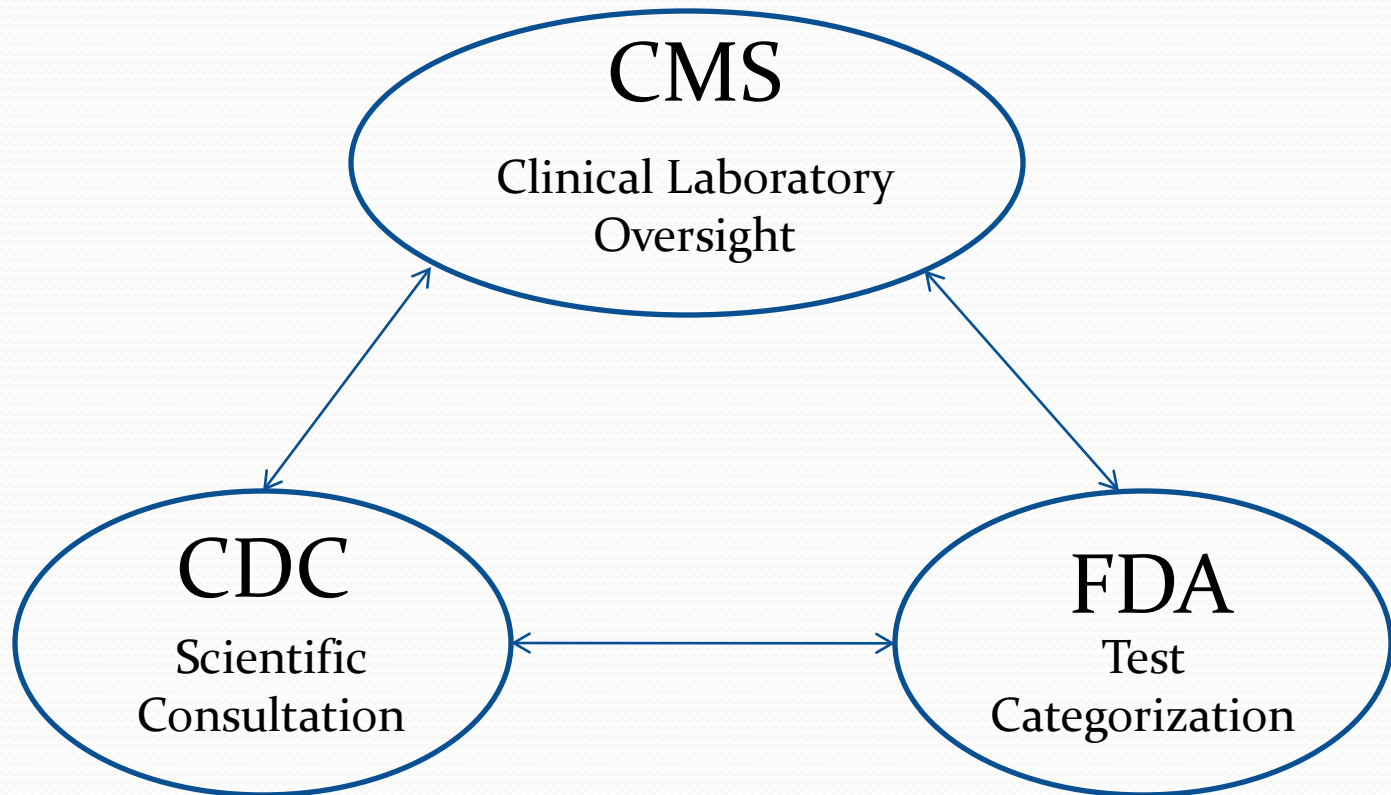 CMS
Clinical Laboratory
Oversight
CDC
Scientific
Consultation
FDA
Test
Categorization